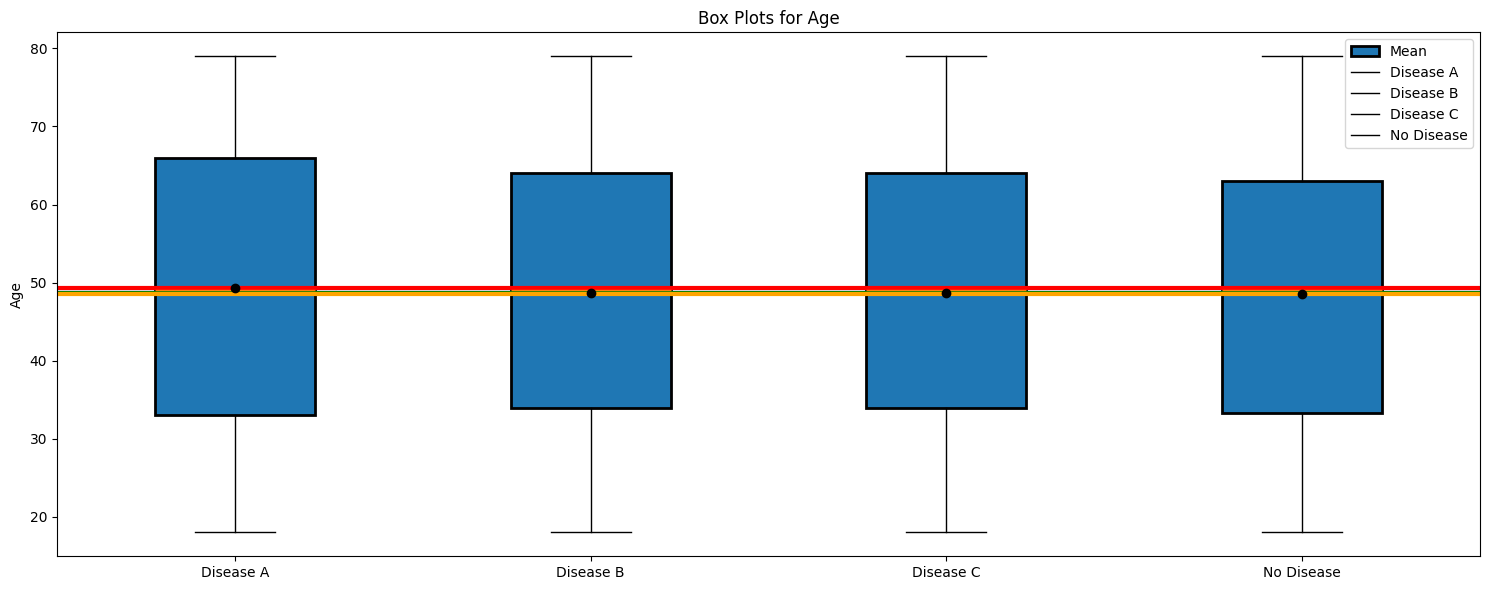 Box Plots for Age
80
70
60
50
40
30
20
Age
Mean
Disease A
Disease B
Disease C
No Disease
Disease A Disease B Disease C No Disease